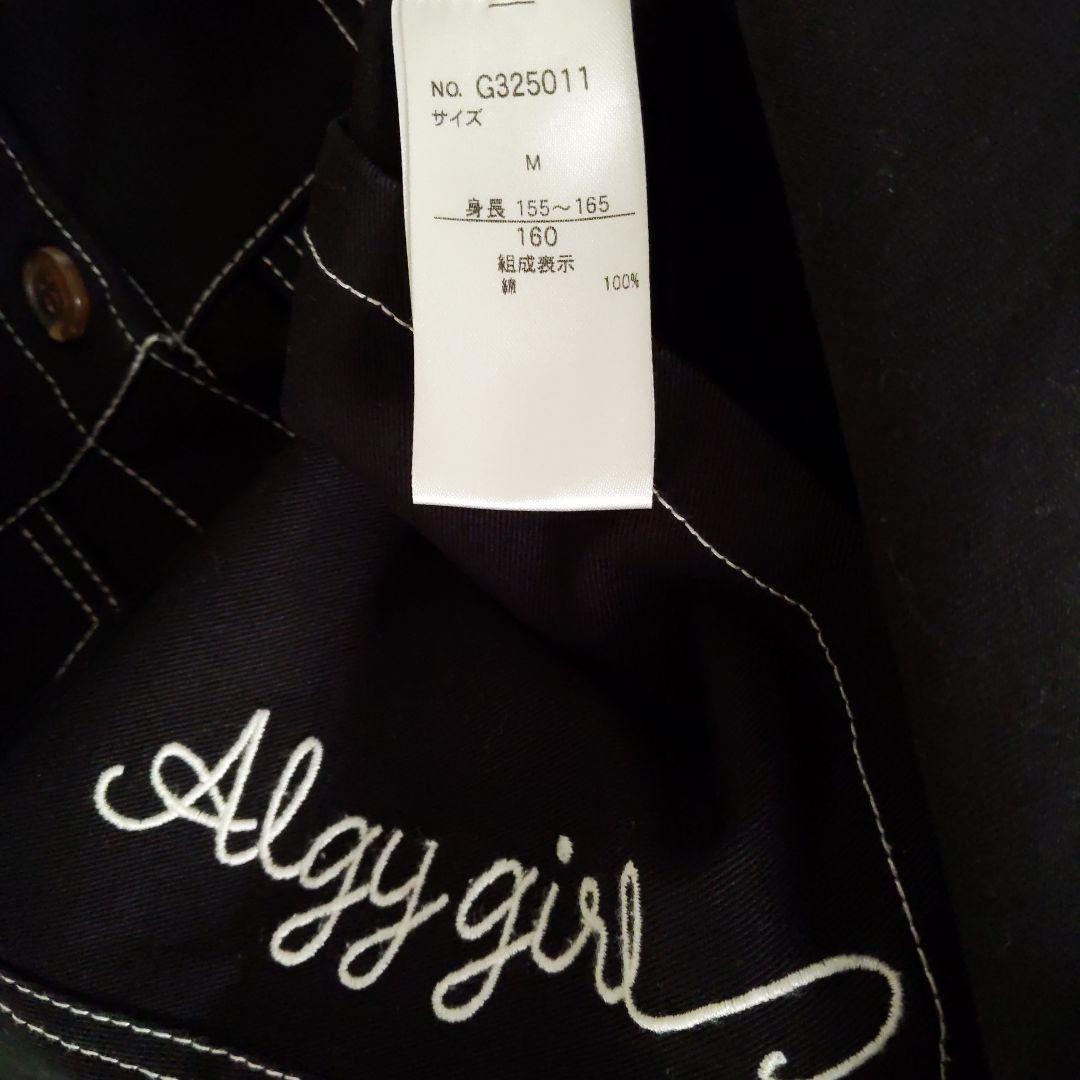 NO. G325011
サイズ
M
身長 155～165
160
組成表示
綿 100%
Algy girl